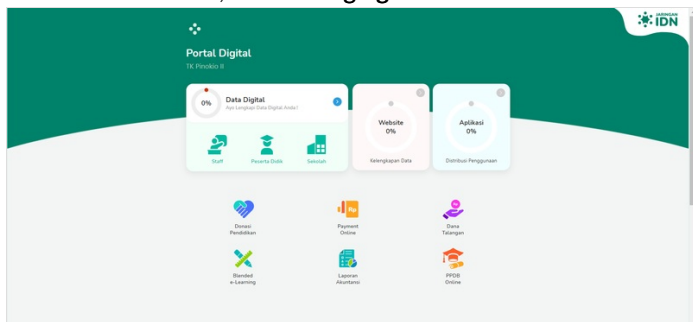 JARINGAN
IDN
Portal Digital
TK Pinokio II
0%
Data Digital
Ayo Lengkapi Data Digital Anda !
Staff
Peserta Didik
Sekolah
Website
0%
Kelengkapan Data
Aplikasi
0%
Distribusi Penggunaan
Donasi
Pendidikan
Payment
Online
Dana
Talangan
Rp
Blended
e-Learning
Laporan
Akuntansi
PPDB
Online